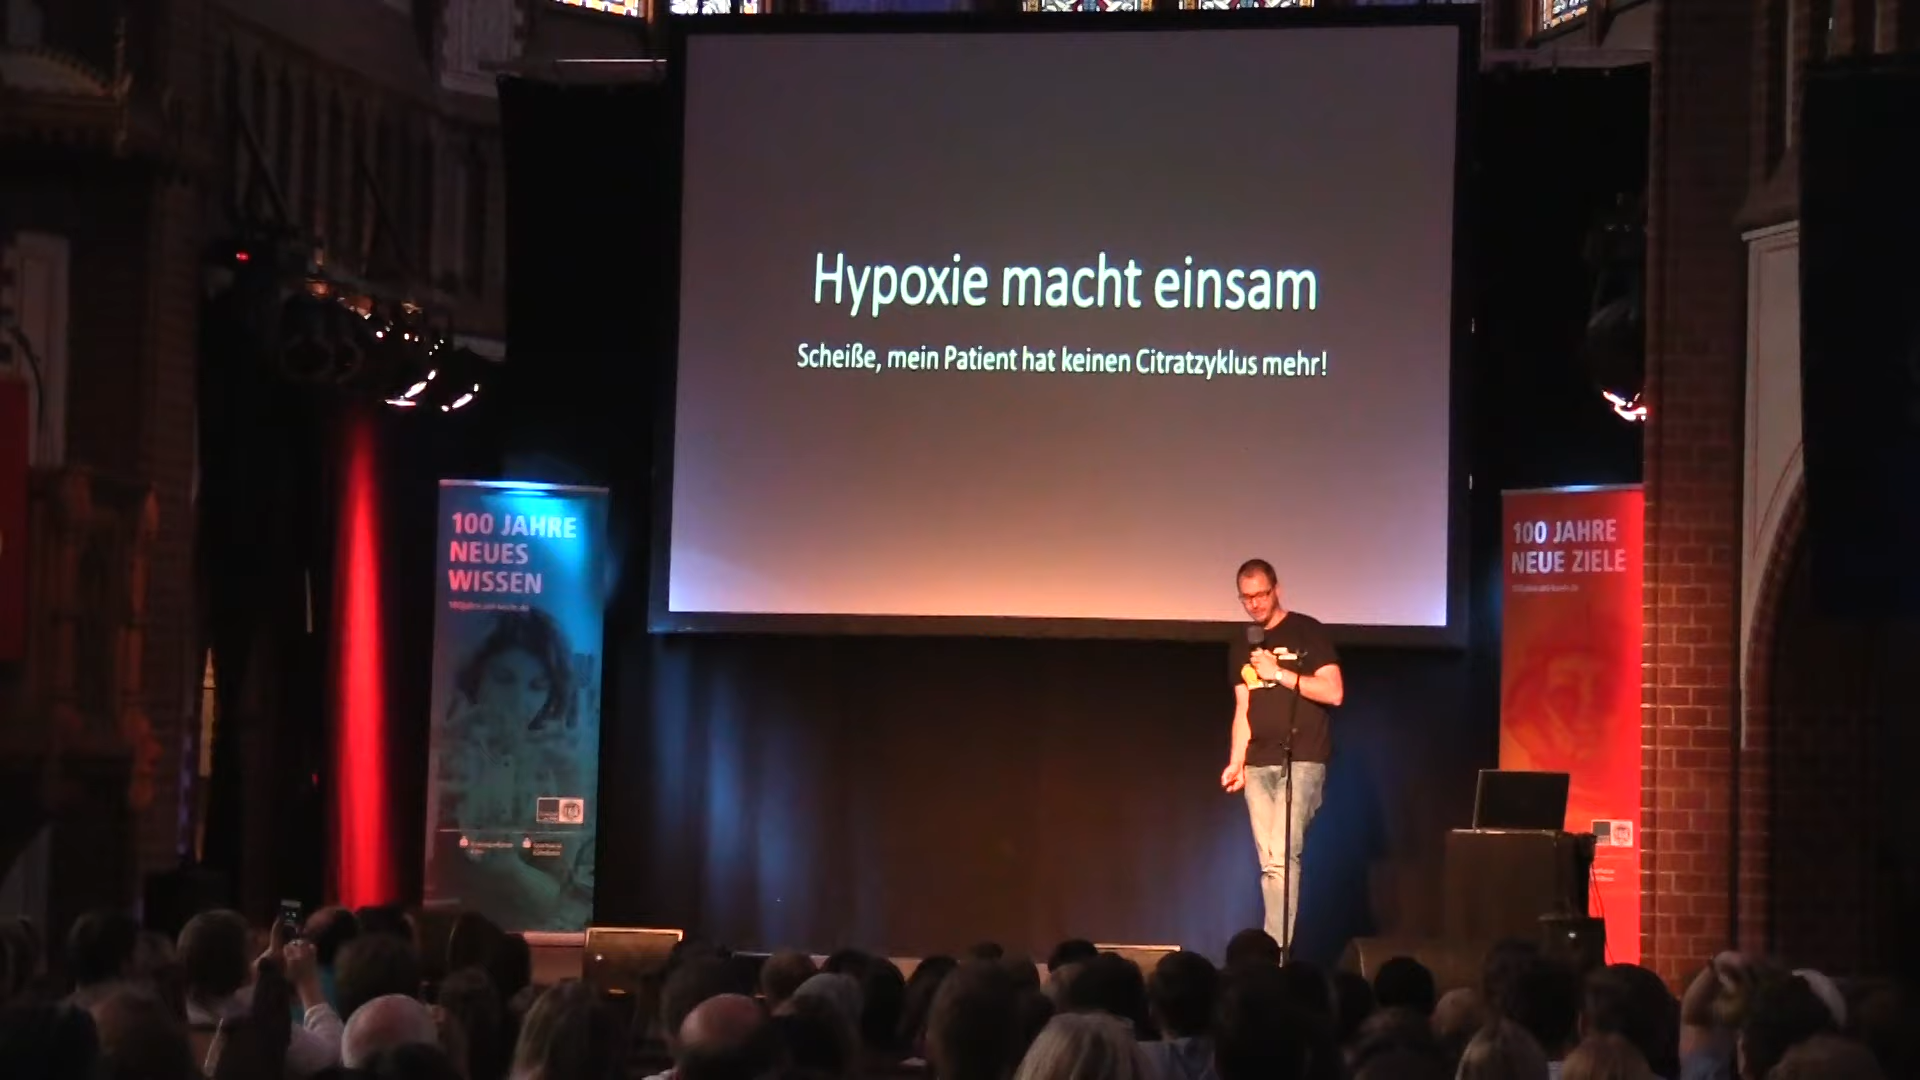 Hypoxie macht einsam
Scheiße, mein Patient hat keinen Citratzyklus mehr!
100 JAHRE
NEUES
WISSEN
100 JAHRE
NEUE ZIELE